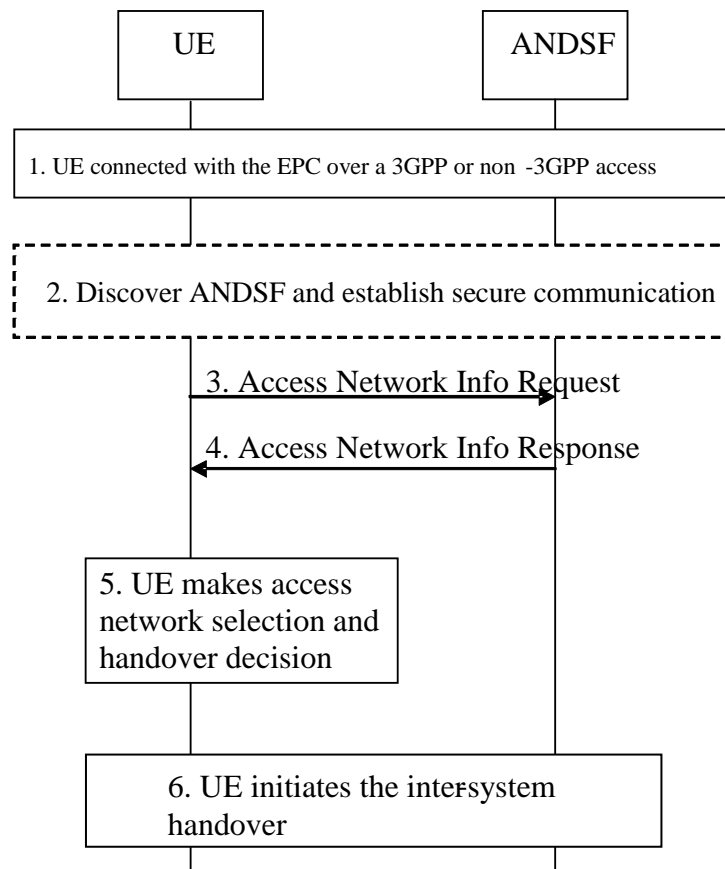 UE
ANDSF
1. UE connected with the EPC over a 3GPP or non -3GPP access
2. Discover ANDSF and establish secure communication
3. Access Network Info Request
4. Access Network Info Response
5. UE makes access
network selection and
handover decision
6. UE initiates the inter-system
handover